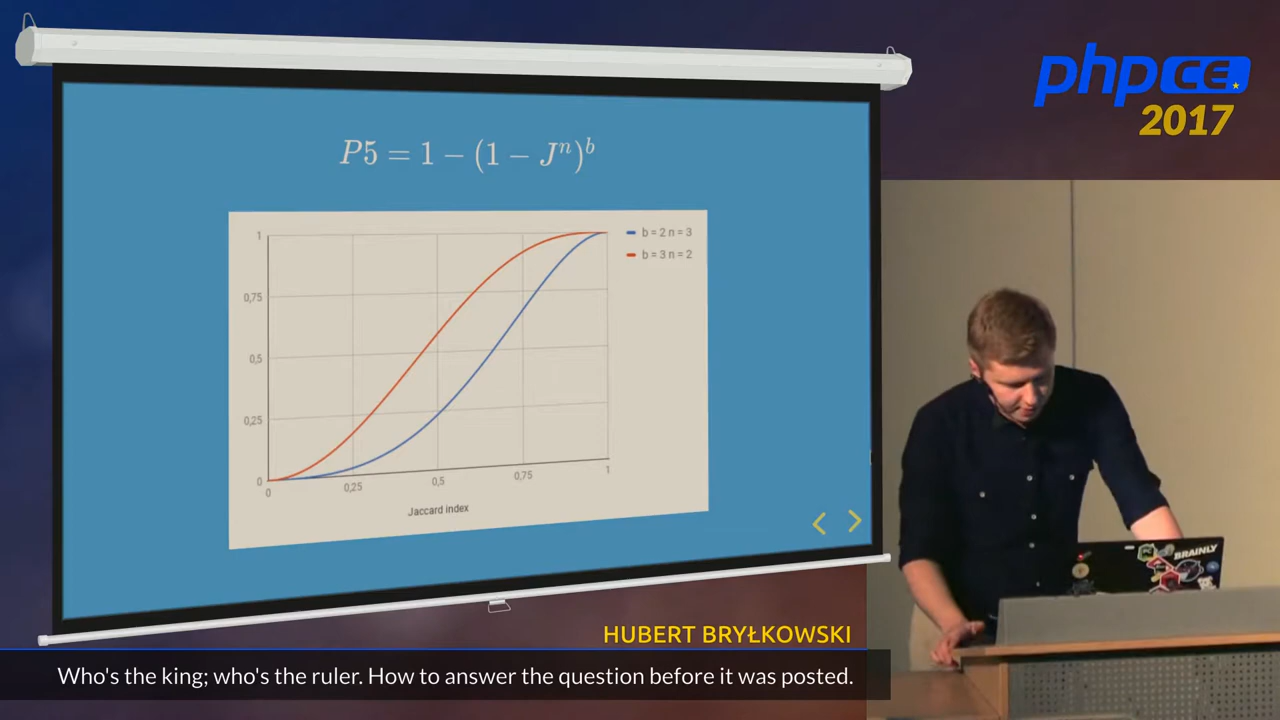 phpCE
2017
P5 = 1 − (1 − Jⁿ)ᵇ
b = 2 n = 3
b = 3 n = 2
1
0,75
0,5
0,25
0
0
0,25
0,5
0,75
1
Jaccard index
< >
BRAINLY
HUBERT BRYŁKOWSKI
Who's the king; who's the ruler. How to answer the question before it was posted.